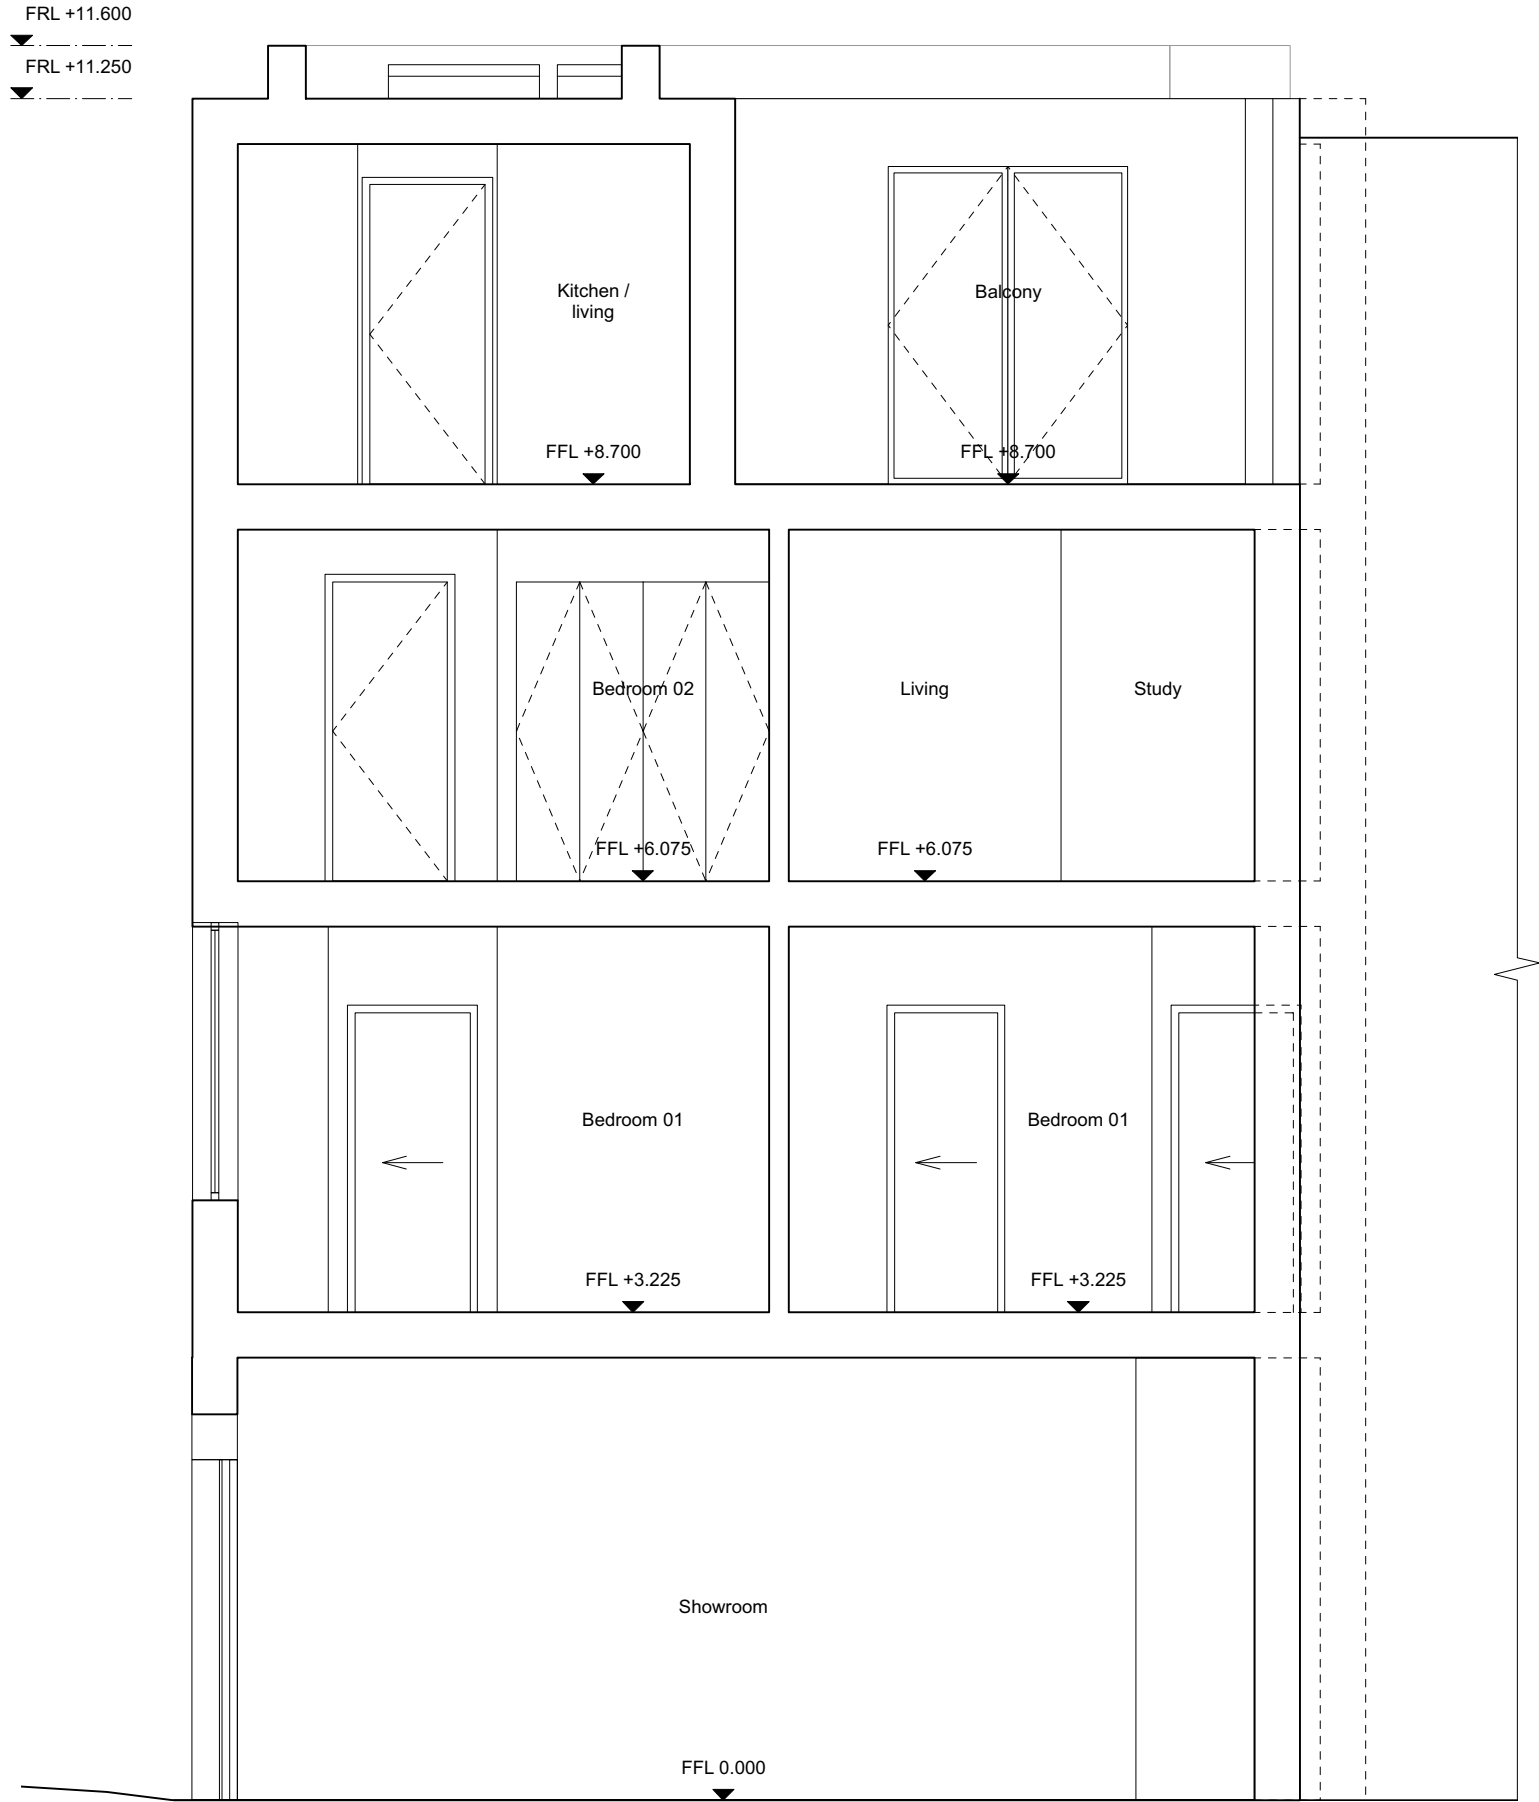 FRL +11.600
FRL +11.250
Kitchen /
living
Balcony
FFL +8.700
FFL +8.700
Bedroom 02
Living
Study
FFL +6.075
FFL +6.075
Bedroom 01
Bedroom 01
FFL +3.225
FFL +3.225
Showroom
FFL 0.000